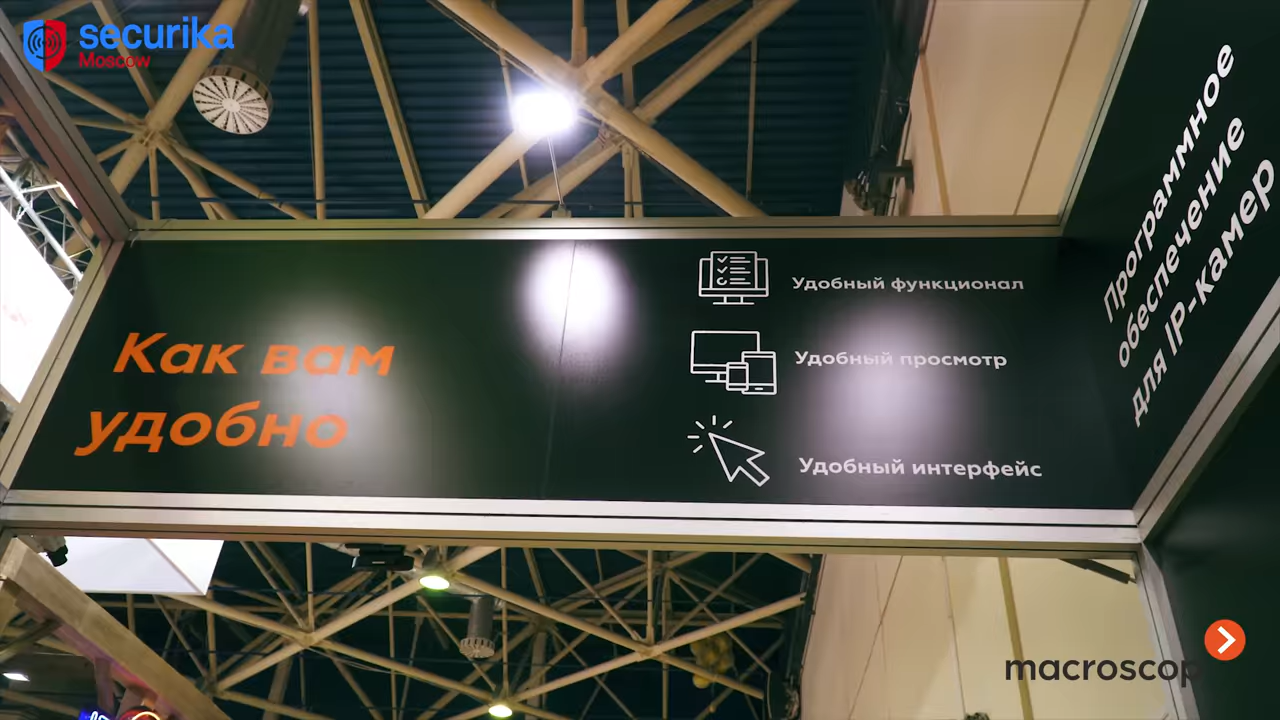 securika
Moscow
Как вам
удобно
Удобный функционал
Удобный просмотр
Удобный интерфейс
Программное
обеспечение
для IP-камер
macroscop